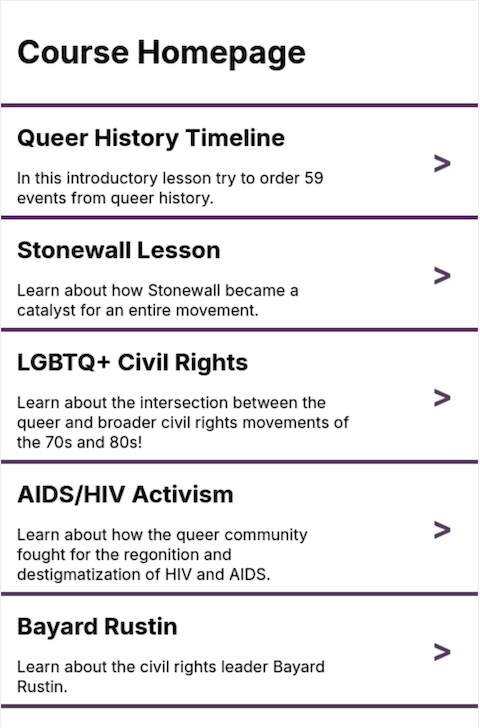 Course Homepage
Queer History Timeline
In this introductory lesson try to order 59
events from queer history.
>
Stonewall Lesson
Learn about how Stonewall became a
catalyst for an entire movement.
>
LGBTQ+ Civil Rights
Learn about the intersection between the
queer and broader civil rights movements of
the 70s and 80s!
>
AIDS/HIV Activism
Learn about how the queer community
fought for the regonition and
destigmatization of HIV and AIDS.
>
Bayard Rustin
Learn about the civil rights leader Bayard
Rustin.
>